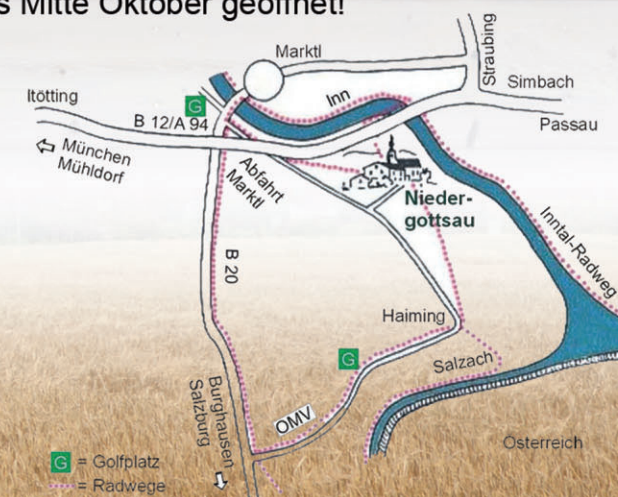 s Mitte Oktober geöffnet!
Marktl
Straubing
Simbach
Passau
Inn
G
ltötting
B 12/A 94
München
Mühldorf
Abfahrt
Marktl
Nieder-
gottsau
Inntal-Radweg
B 20
Haiming
G
Salzach
Burghausen
Salzburg
OMV
Österreich
G = Golfplatz
= Radwege